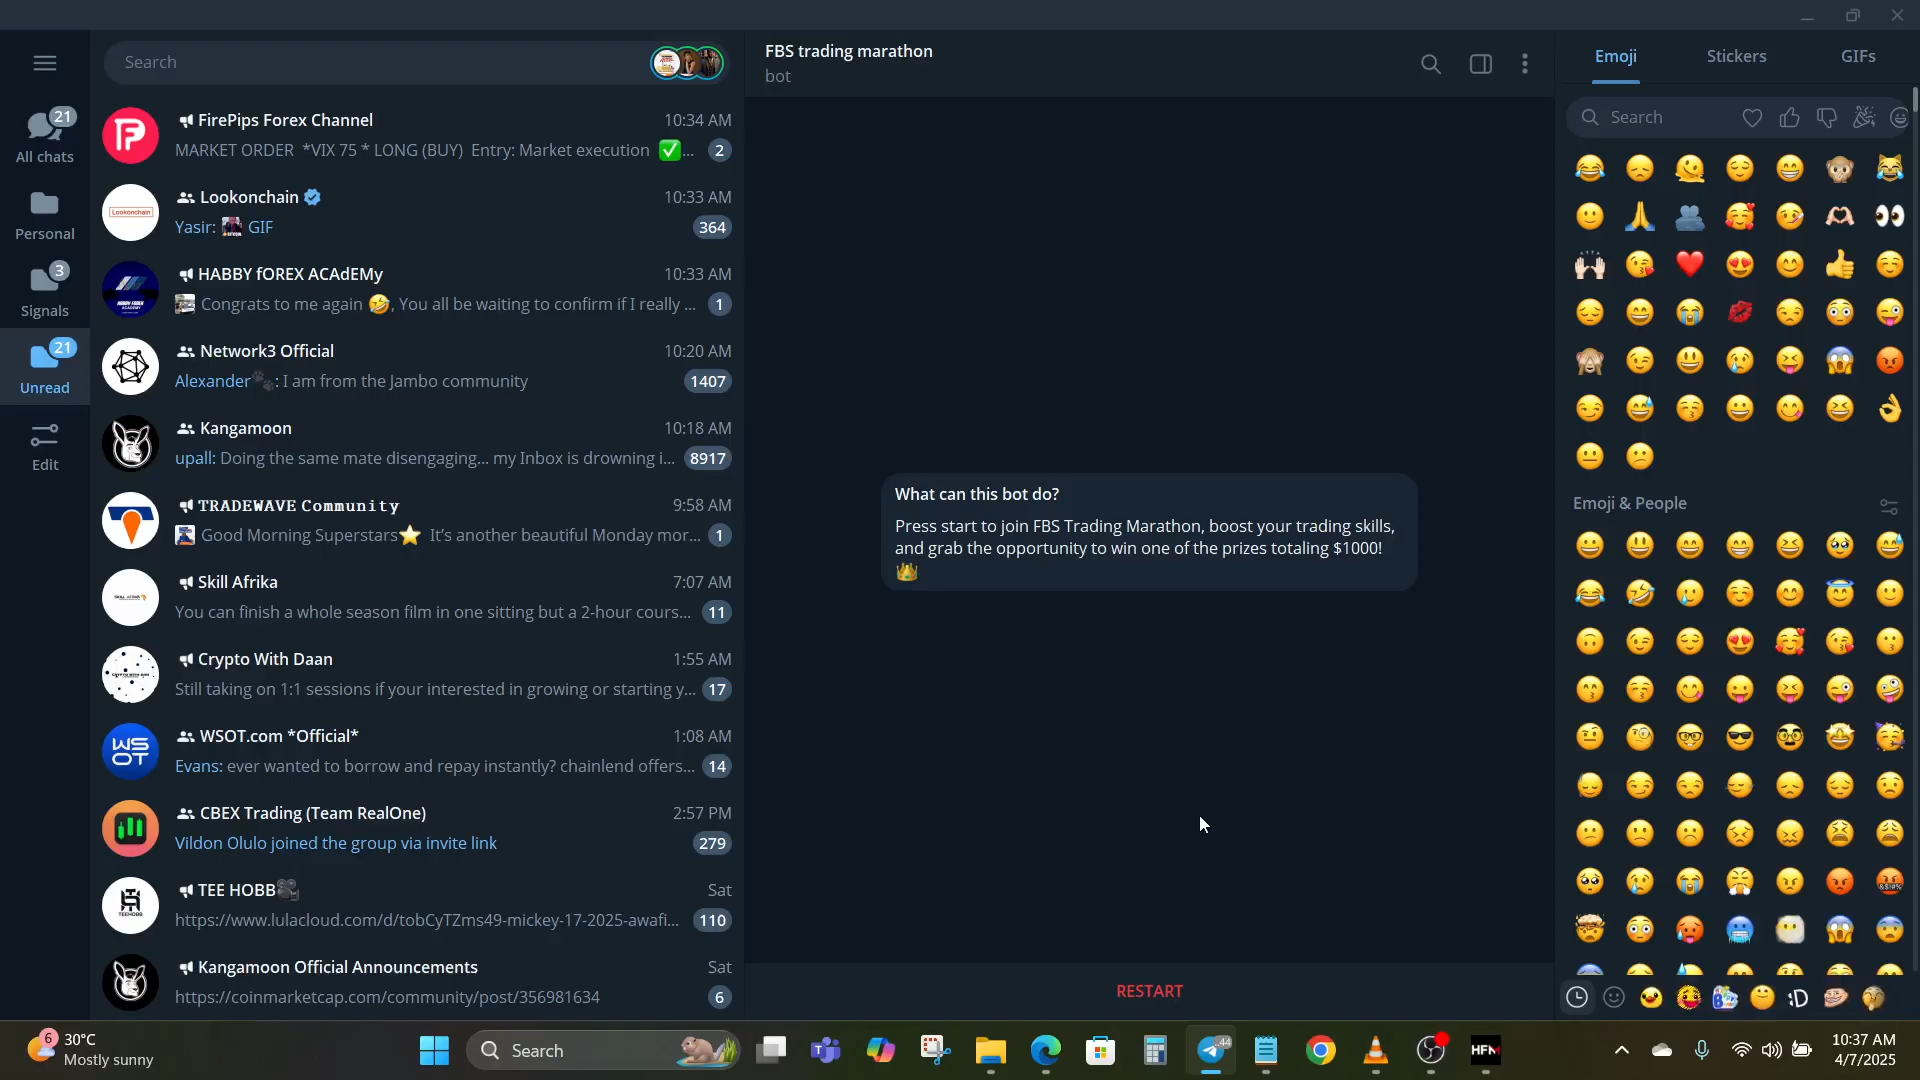 Search
21
All chats
Personal
3
Signals
21
Unread
Edit
FirePips Forex Channel 10:34 AM
MARKET ORDER *VIX 75 * LONG (BUY) Entry: Market execution ✅... 2
Lookonchain 10:33 AM
Lookonchain
Yasir: GIF 364
HABBY fOREX ACAdEMy 10:33 AM
Congrats to me again 🤣, You all be waiting to confirm if I really ... 1
Network3 Official 10:20 AM
Alexander🐾: I am from the Jambo community 1407
Kangamoon 10:18 AM
upall: Doing the same mate disengaging... my Inbox is drowning i... 8917
TRADEWAVE Community 9:58 AM
Good Morning Superstars⭐ It's another beautiful Monday mor... 1
Skill Afrika 7:07 AM
You can finish a whole season film in one sitting but a 2-hour cours... 11
Crypto With Daan 1:55 AM
Still taking on 1:1 sessions if your interested in growing or starting y... 17
WSOT.com *Official* 1:08 AM
WS
OT
Evans: ever wanted to borrow and repay instantly? chainlend offers... 14
CBEX Trading (Team RealOne) 2:57 PM
Vildon Olulo joined the group via invite link 279
TEE HOBB🎥 Sat
TEEHOBB
https://www.lulacloud.com/d/tobCyTZms49-mickey-17-2025-awafi... 110
Kangamoon Official Announcements Sat
https://coinmarketcap.com/community/post/356981634 6
FBS trading marathon
bot
What can this bot do?
Press start to join FBS Trading Marathon, boost your trading skills,
and grab the opportunity to win one of the prizes totaling $1000!
👑
RESTART
Emoji Stickers GIFs
Search
Emoji & People
6
30°C
Mostly sunny
Search
44
HFM
10:37 AM
4/7/2025